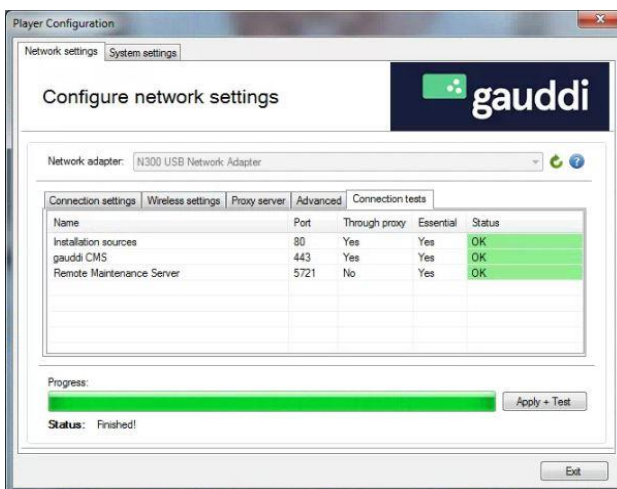 Player Configuration
Network settings System settings
Configure network settings
gauddi
Network adapter: N300 USB Network Adapter
Connection settings Wireless settings Proxy server Advanced Connection tests
Name Port Through proxy Essential Status
Installation sources 80 Yes Yes OK
gauddi CMS 443 Yes Yes OK
Remote Maintenance Server 5721 No Yes OK
Progress:
Apply + Test
Status: Finished!
Exit